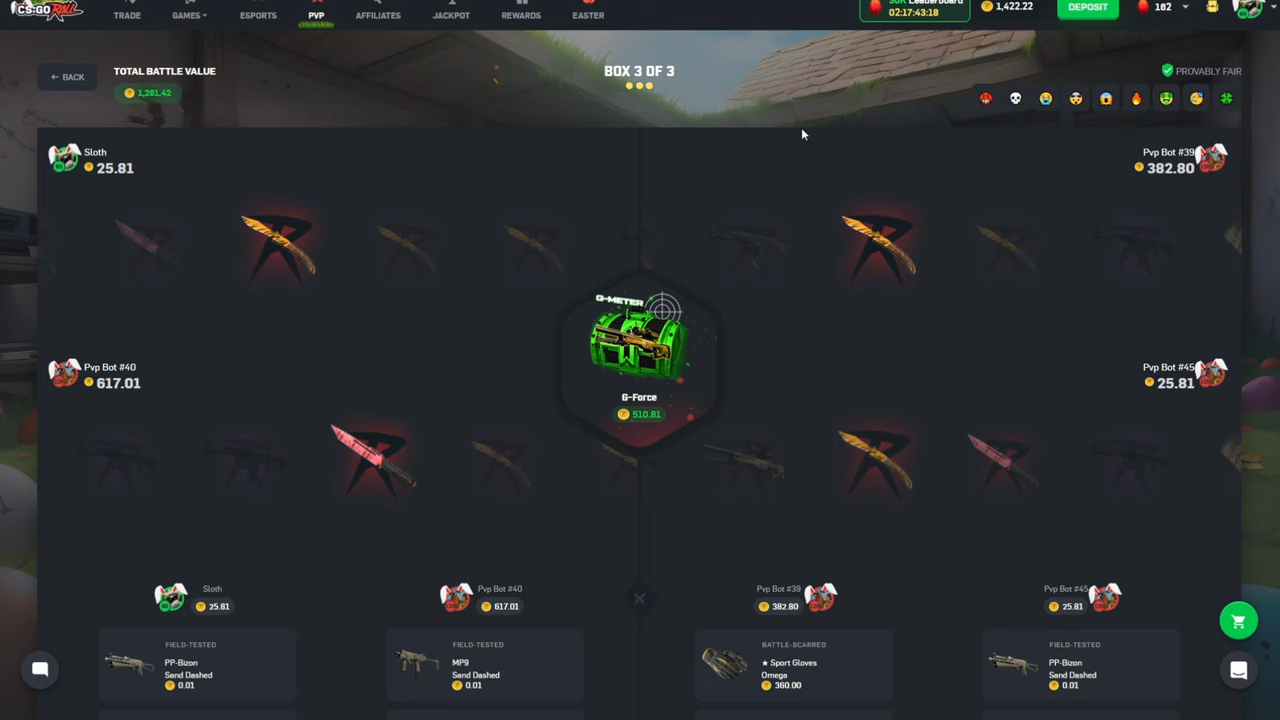 CS:GO ROLL
TRADE
GAMES
ESPORTS
PVP
AFFILIATES
JACKPOT
REWARDS
EASTER
Leaderboard
02:17:43:18
1,422.22
DEPOSIT
162
← BACK
TOTAL BATTLE VALUE
1,281.42
BOX 3 OF 3
PROVABLY FAIR
Sloth
25.81
Pvp Bot #39
382.80
G-METER
G-Force
510.81
Pvp Bot #40
617.01
Pvp Bot #45
25.81
Sloth
25.81
Pvp Bot #40
617.01
Pvp Bot #39
382.80
Pvp Bot #45
25.81
FIELD-TESTED
PP-Bizon
Sand Dashed
0.01
FIELD-TESTED
MP9
Sand Dashed
0.01
BATTLE-SCARRED
★ Sport Gloves
Omega
360.00
FIELD-TESTED
PP-Bizon
Sand Dashed
0.01